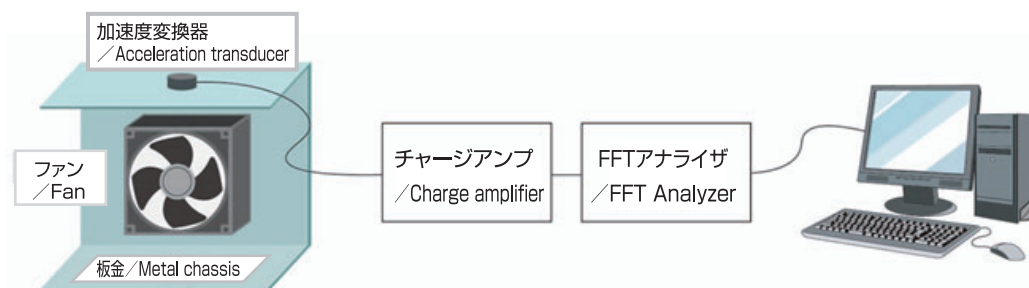 加速度変換器
／Acceleration transducer
ファン
／Fan
板金／Metal chassis
チャージアンプ
／Charge amplifier
FFTアナライザ
／FFT Analyzer